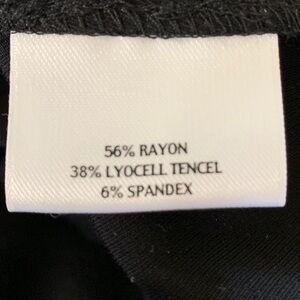 56% RAYON
38% LYOCELL TENCEL
6% SPANDEX